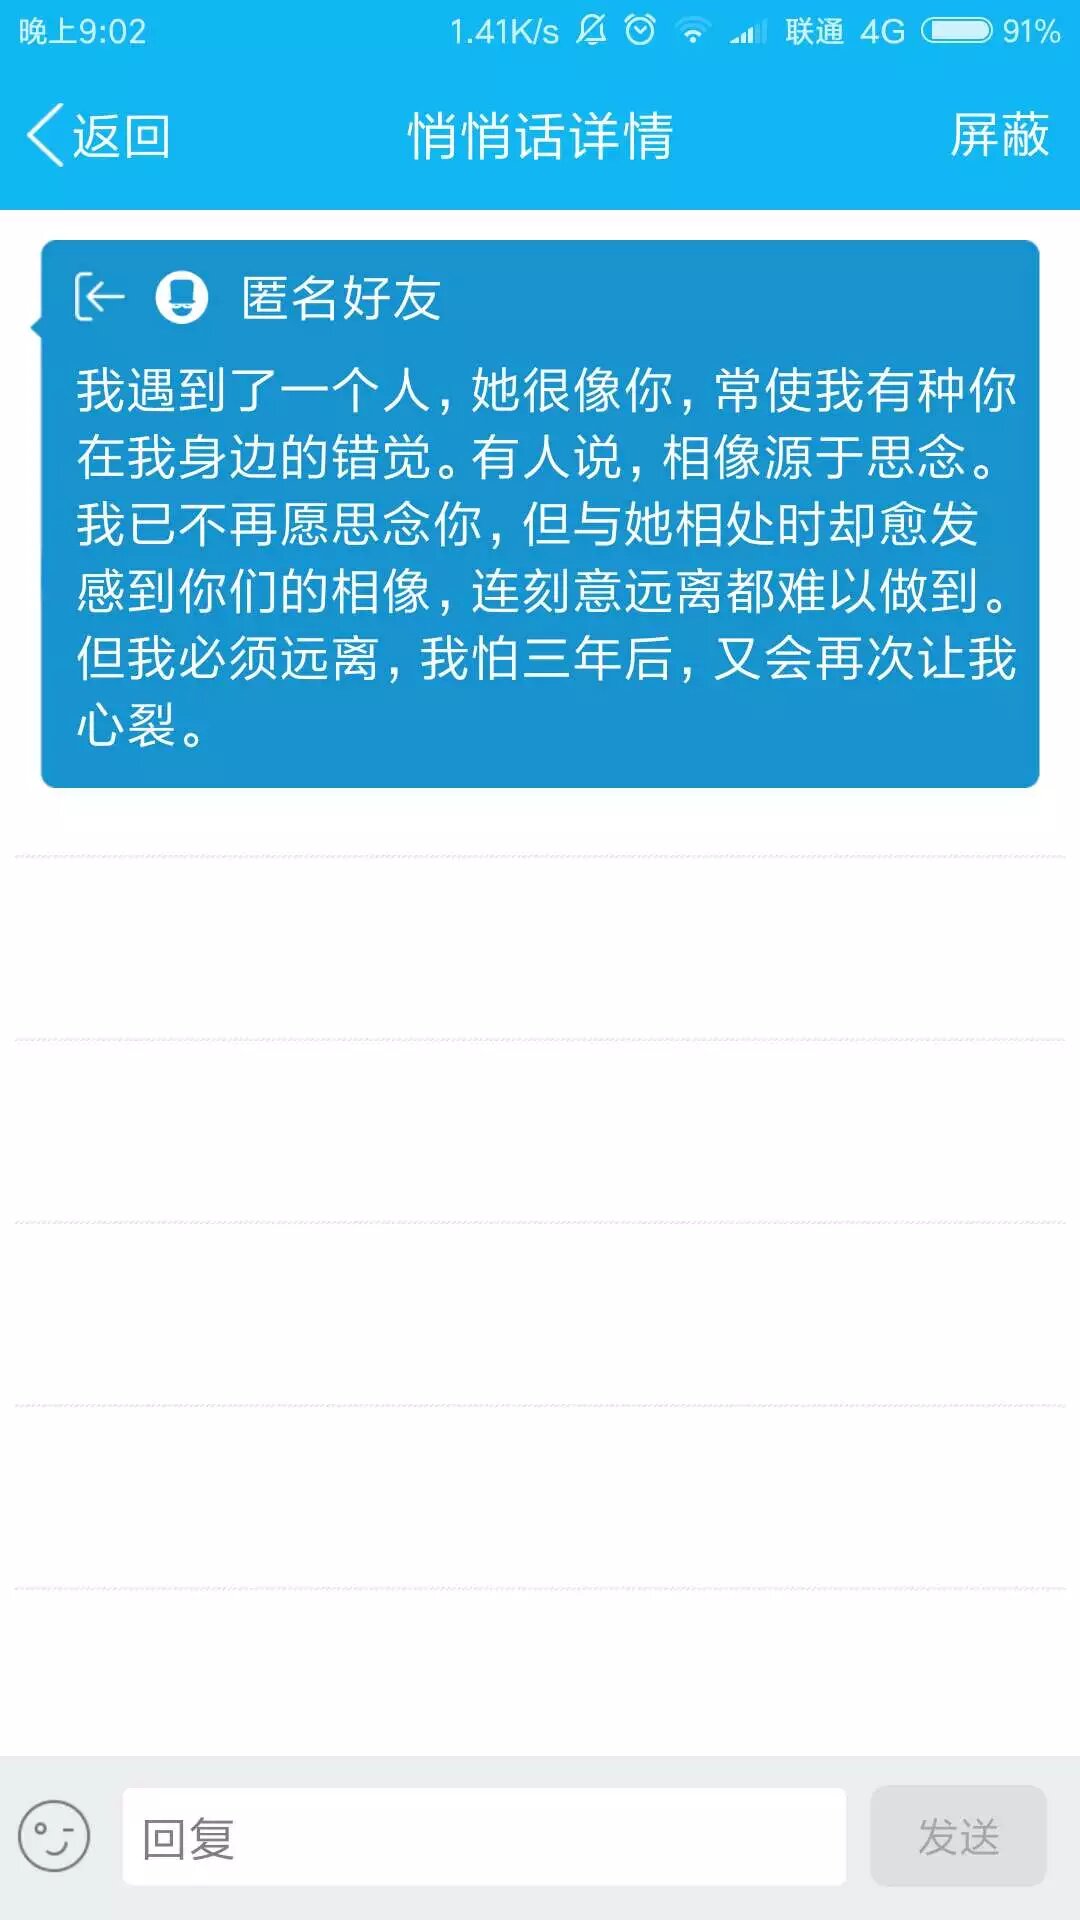 晚上9:02 1.41K/s 联通 4G 91%
返回 悄悄话详情 屏蔽
匿名好友
我遇到了一个人，她很像你，常使我有种你
在我身边的错觉。有人说，相像源于思念。
我已不再愿思念你，但与她相处时却愈发
感到你们的相像，连刻意远离都难以做到。
但我必须远离，我怕三年后，又会再次让我
心裂。
回复 发送